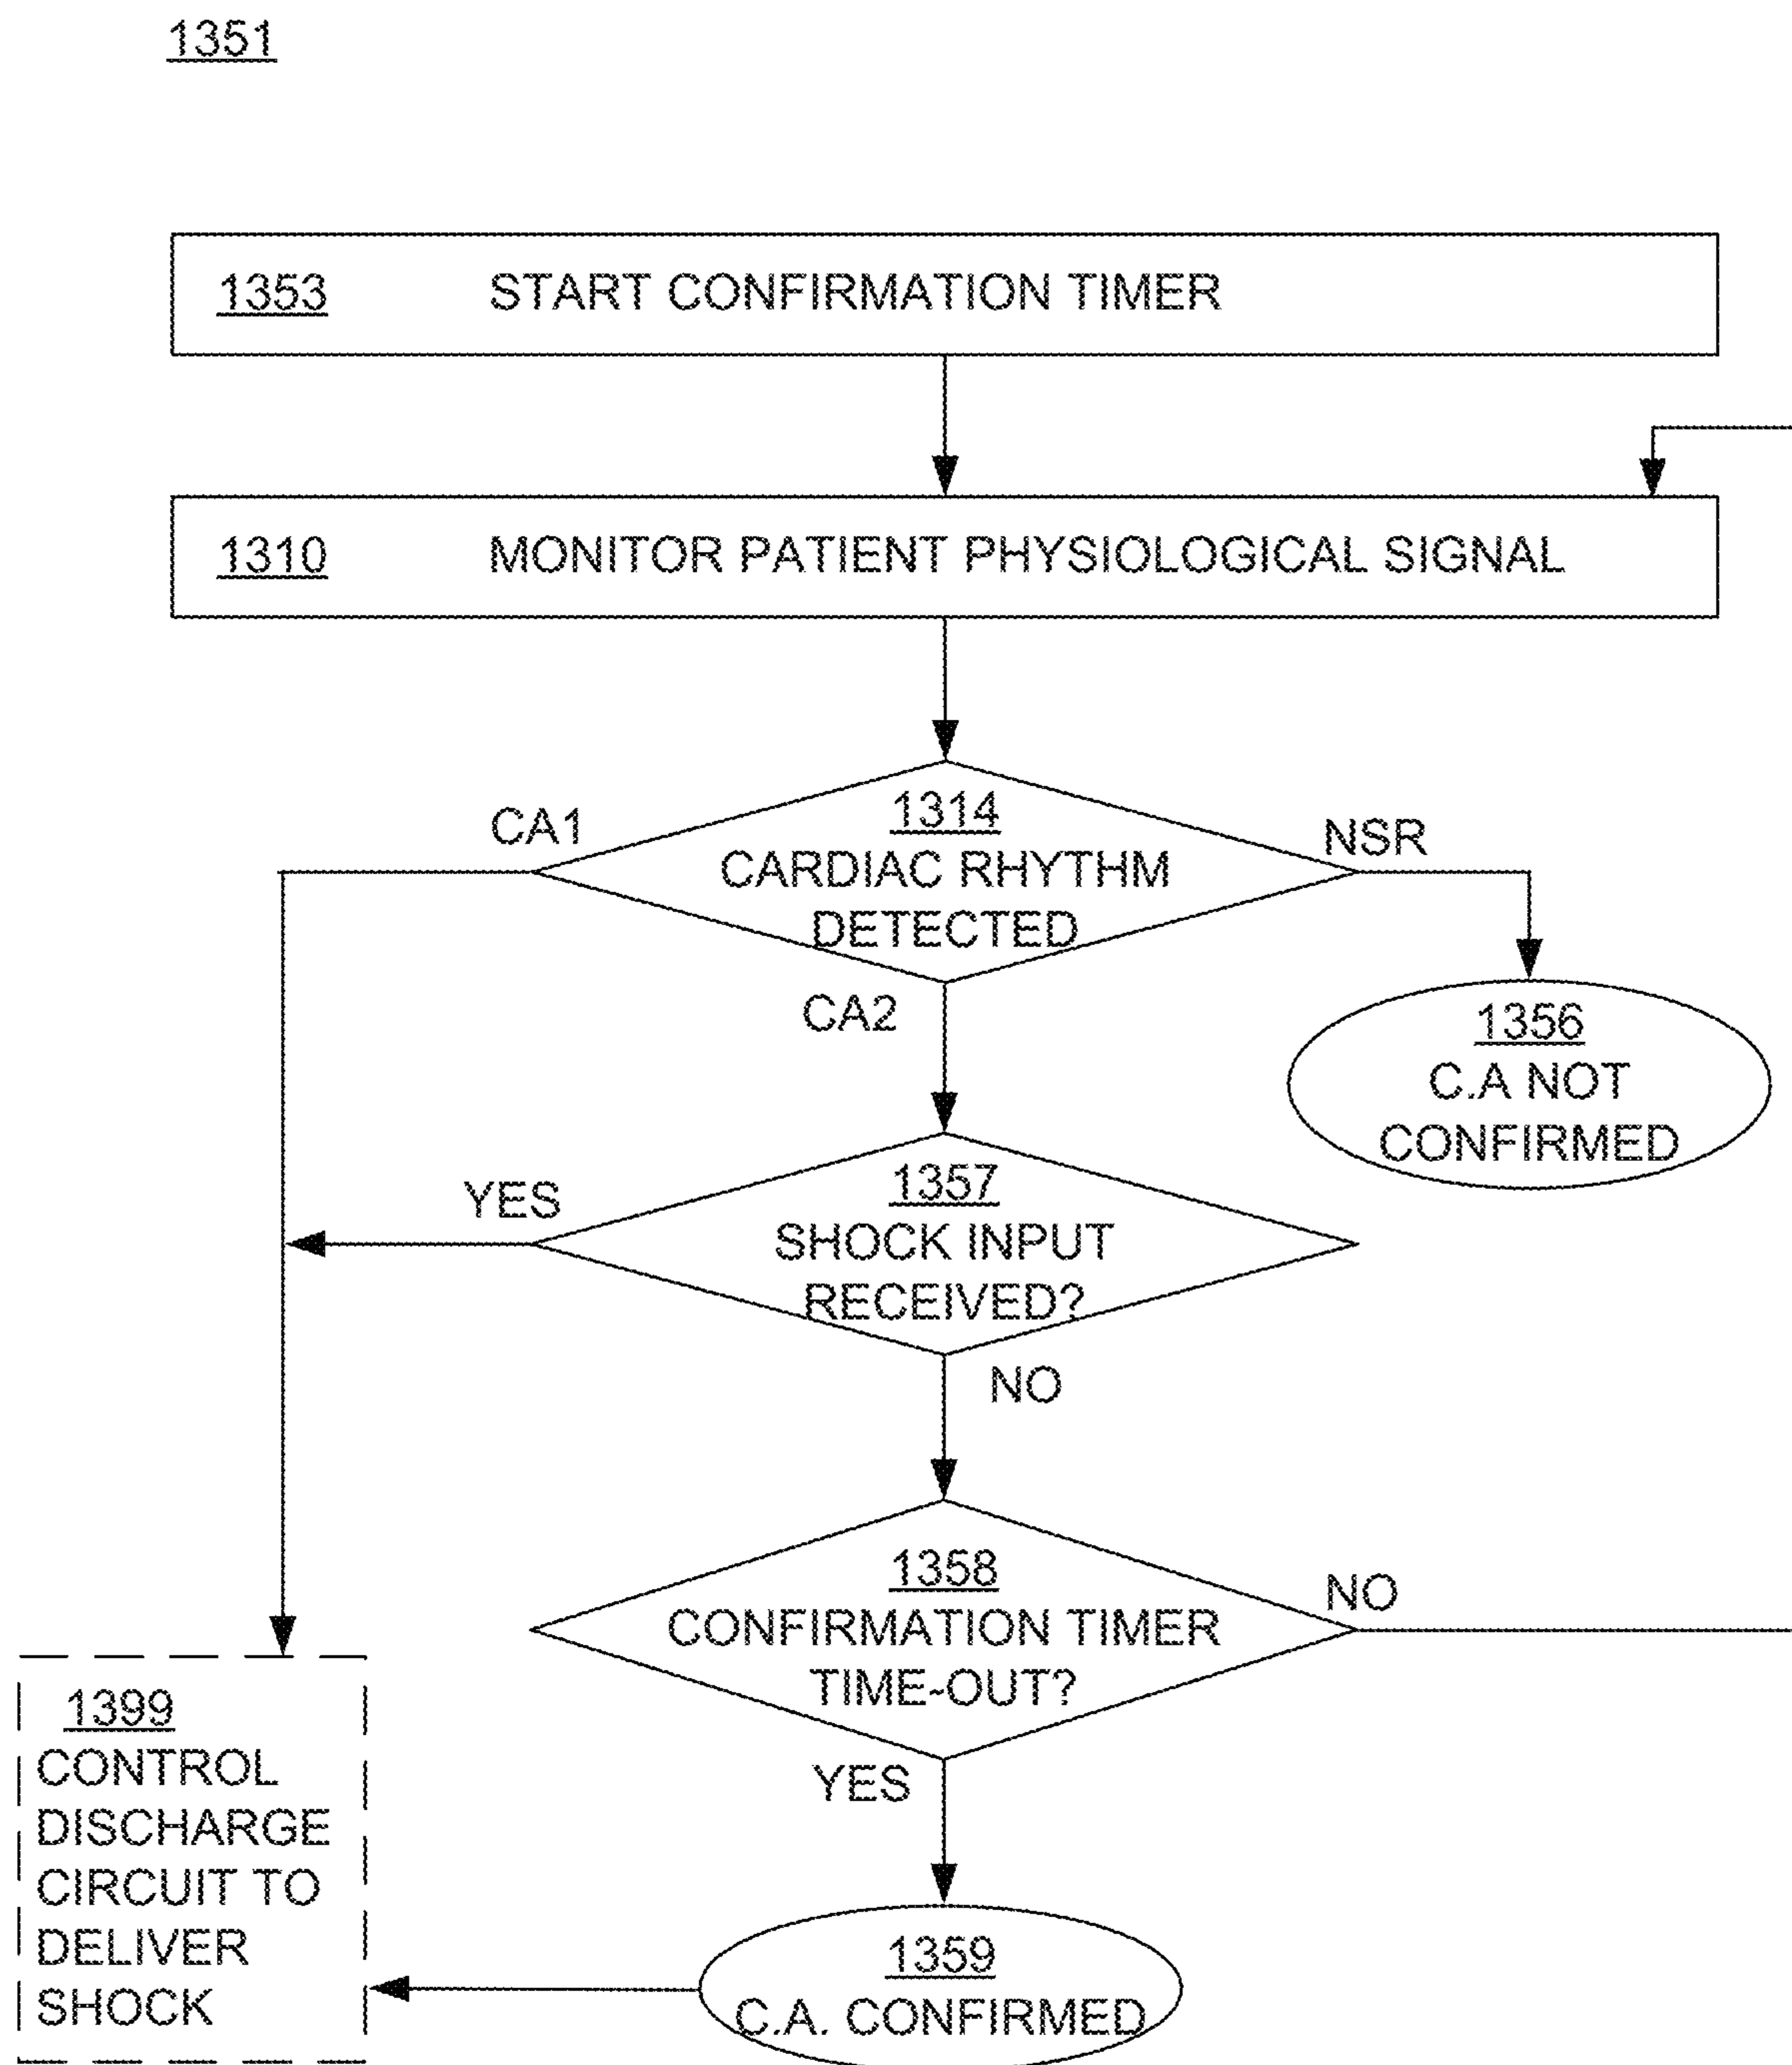 1351
1353 START CONFIRMATION TIMER
1310 MONITOR PATIENT PHYSIOLOGICAL SIGNAL
CA1
1314
CARDIAC RHYTHM
DETECTED
NSR
CA2
1356
C.A NOT
CONFIRMED
YES
1357
SHOCK INPUT
RECEIVED?
NO
1358
CONFIRMATION TIMER
TIME-OUT?
NO
YES
1399
CONTROL
DISCHARGE
CIRCUIT TO
DELIVER
SHOCK
1359
C.A. CONFIRMED